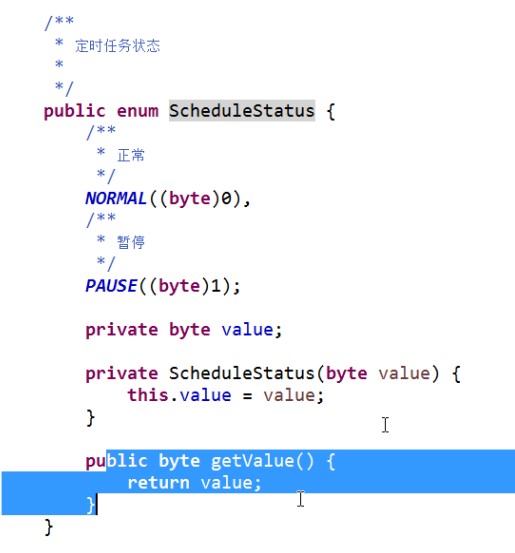 /**
 * 定时任务状态
 *
 */
public enum ScheduleStatus {
    /**
     * 正常
     */
    NORMAL((byte)0),
    /**
     * 暂停
     */
    PAUSE((byte)1);

    private byte value;

    private ScheduleStatus(byte value) {
        this.value = value;
    }

    public byte getValue() {
        return value;
    }
}